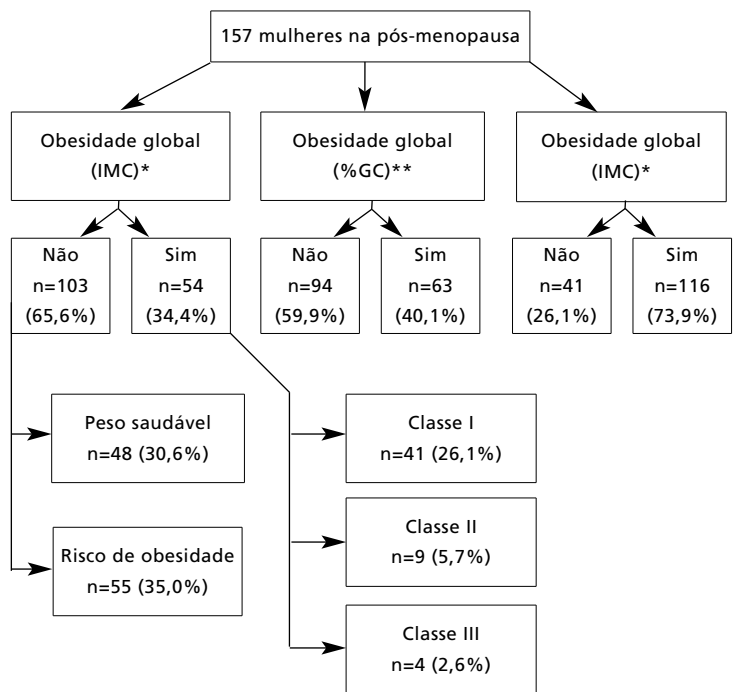 157 mulheres na pós-menopausa
Obesidade global
(IMC)*
Obesidade global
(%GC)**
Obesidade global
(IMC)*
Não
n=103
(65,6%)
Sim
n=54
(34,4%)
Não
n=94
(59,9%)
Sim
n=63
(40,1%)
Não
n=41
(26,1%)
Sim
n=116
(73,9%)
Peso saudável
n=48 (30,6%)
Risco de obesidade
n=55 (35,0%)
Classe I
n=41 (26,1%)
Classe II
n=9 (5,7%)
Classe III
n=4 (2,6%)